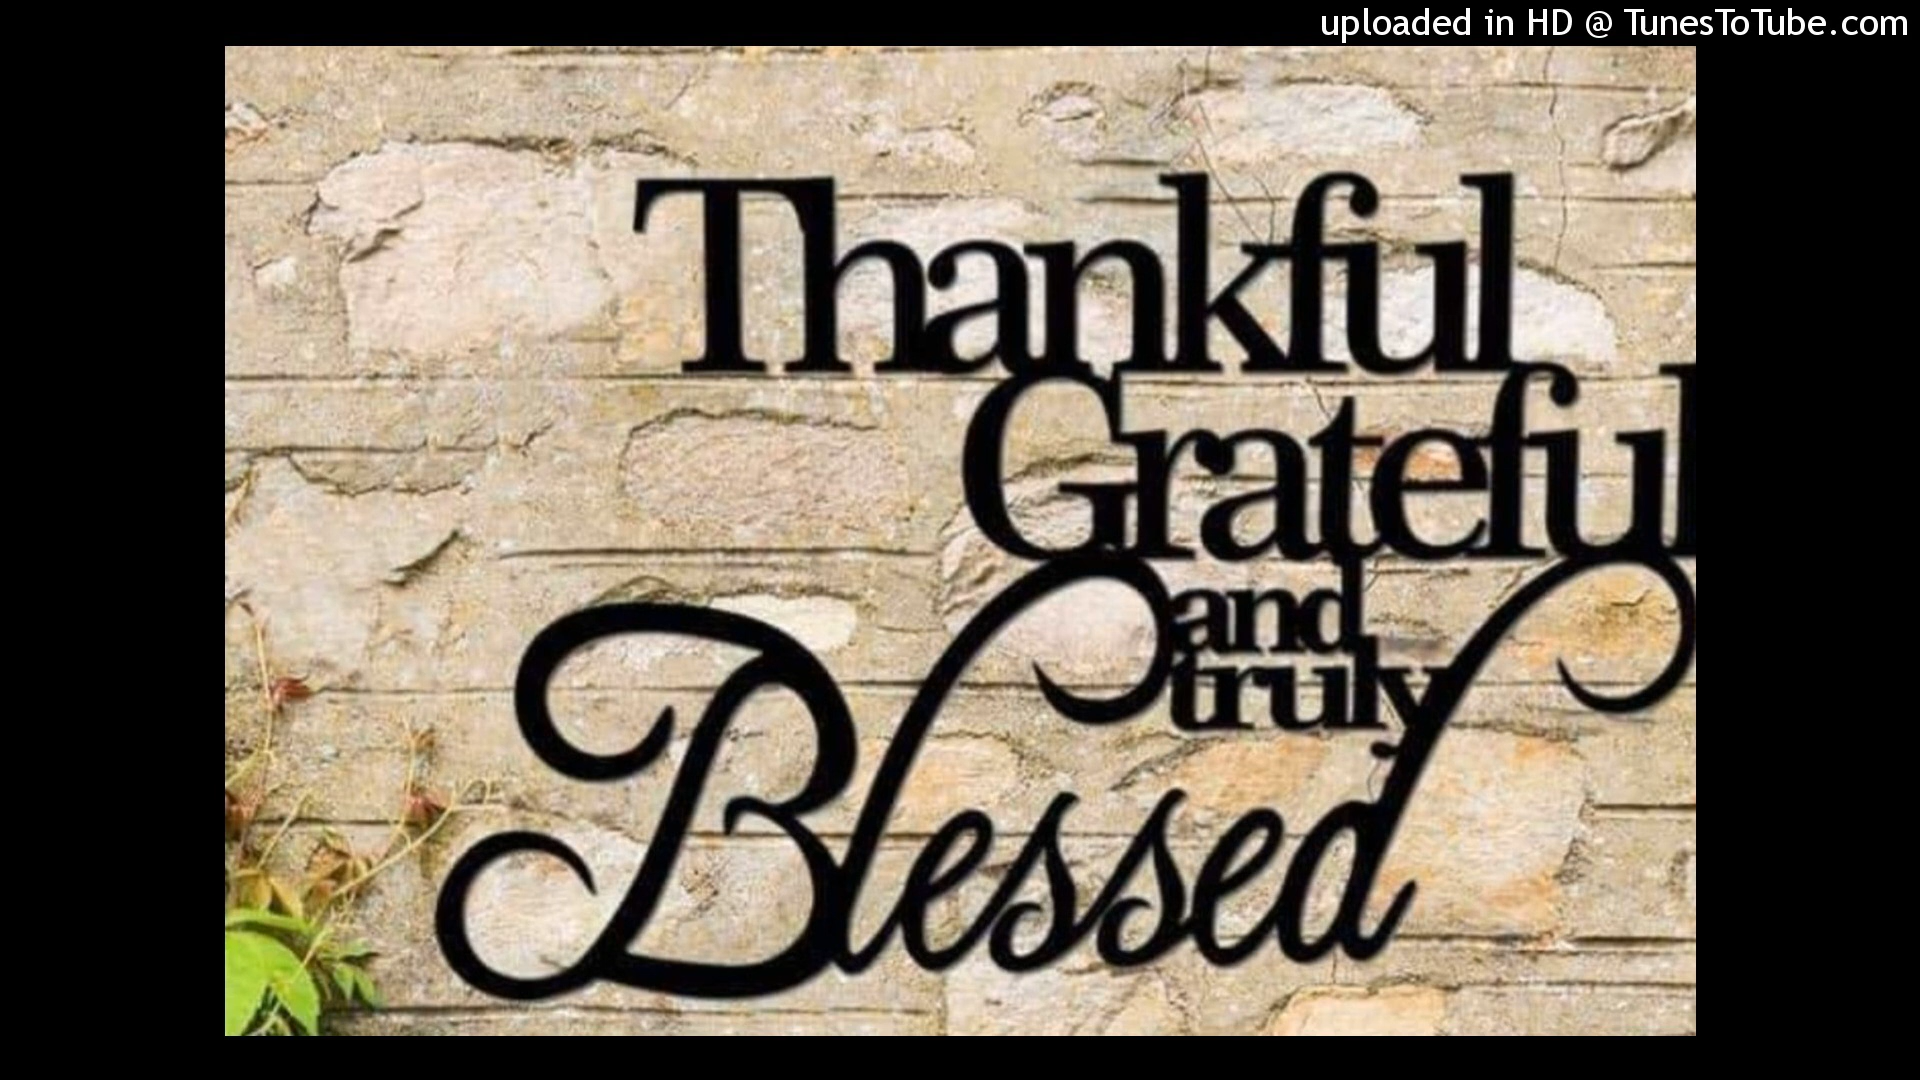 uploaded in HD @ TunesToTube.com
Thankful
Grateful
and
truly
Blessed